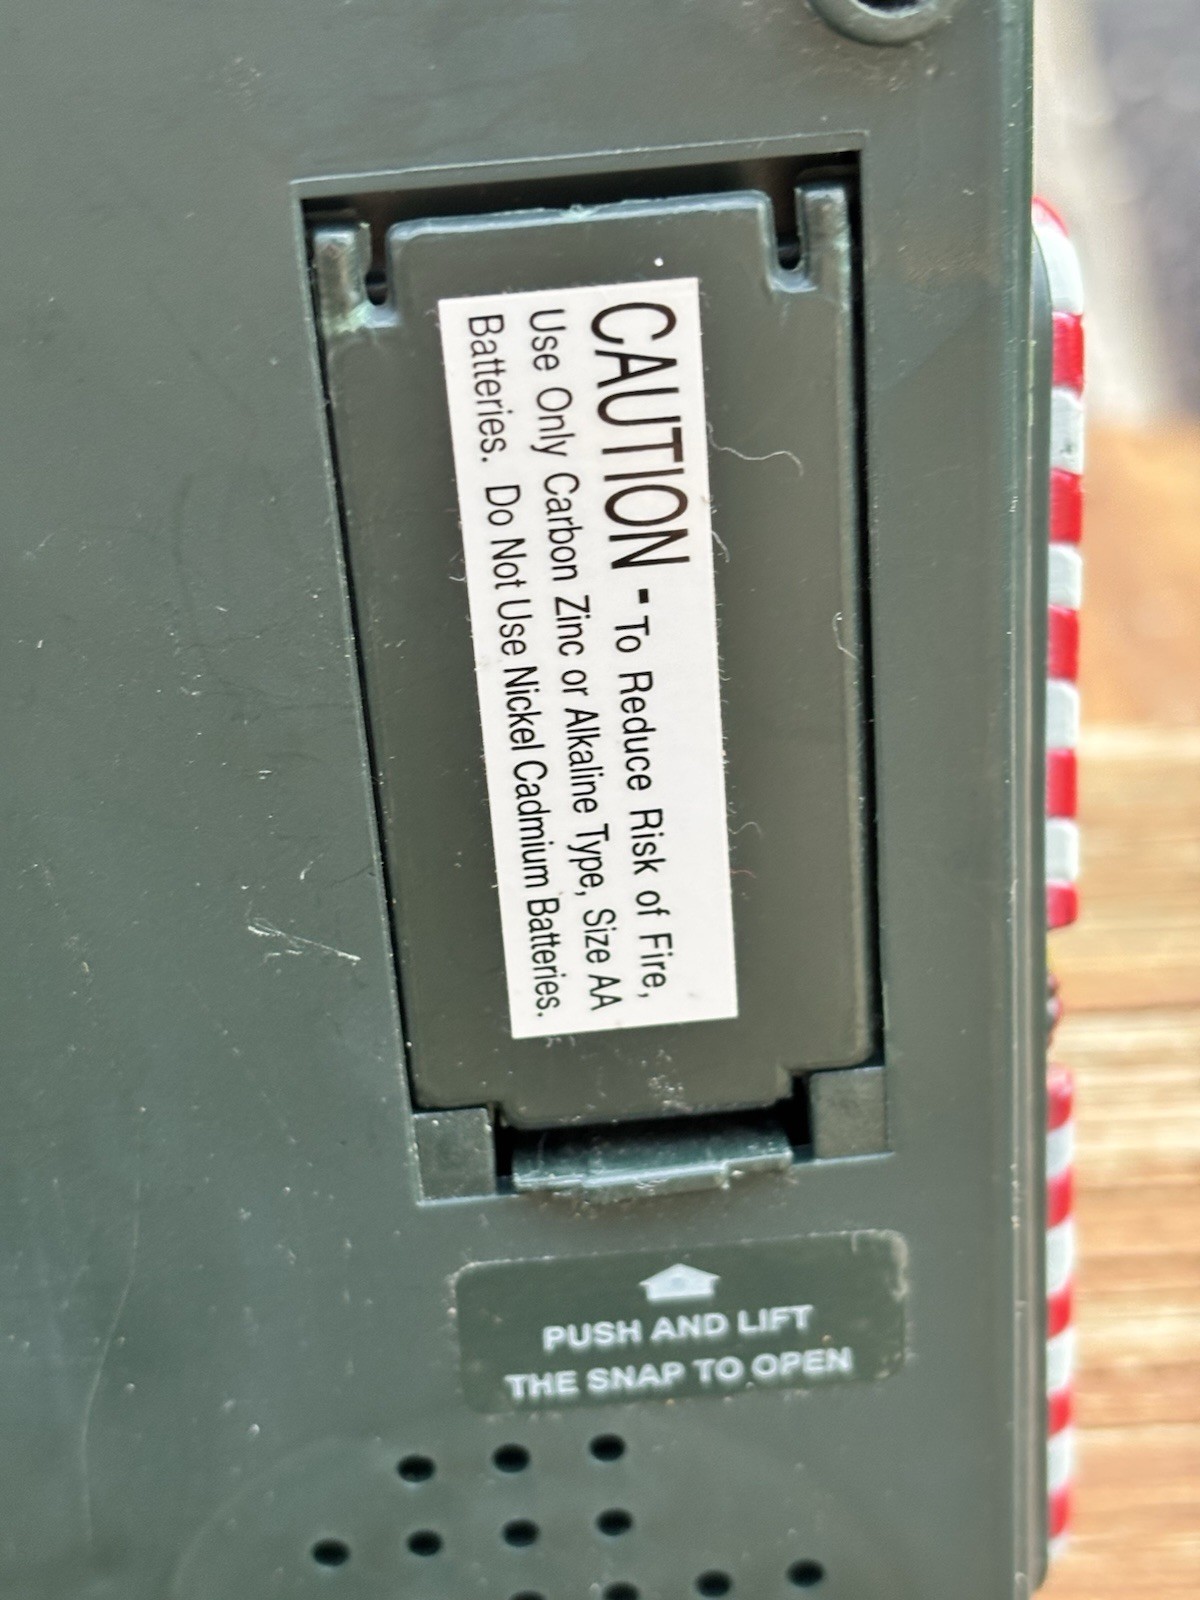 CAUTION - To Reduce Risk of Fire,
Use Only Carbon Zinc or Alkaline Type, Size AA
Batteries. Do Not Use Nickel Cadmium Batteries.
PUSH AND LIFT
THE SNAP TO OPEN